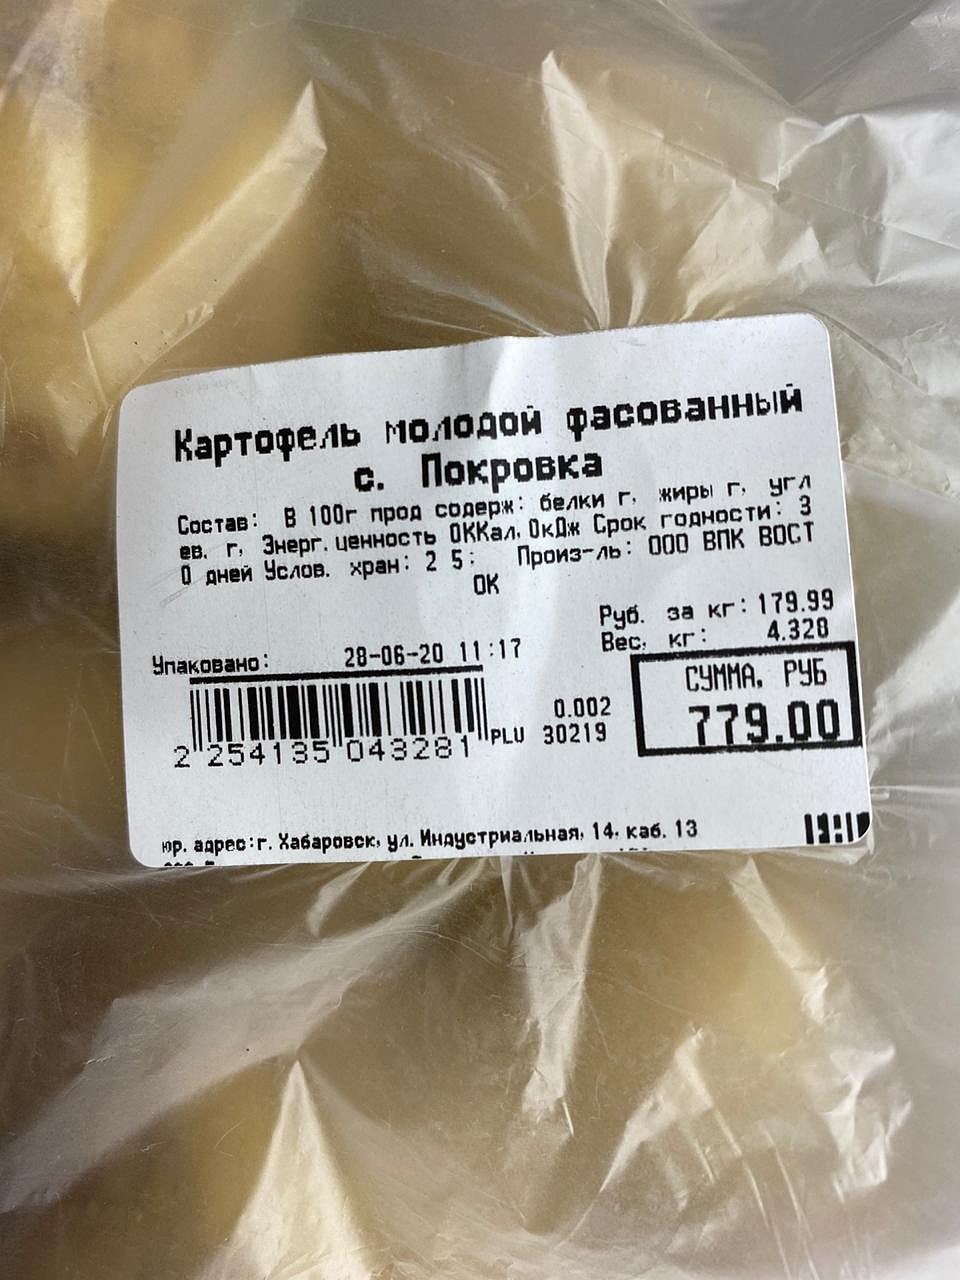 Картофель молодой фасованный
с. Покровка
Состав: В 100г прод содерж: белки г, жиры г, угл
ев. г, Энерг. ценность 0ККал, 0кДж Срок годности: 3
0 дней Услов. хран: 2 5: Произ-ль: ООО ВПК ВОСТ
ОК
Руб. за кг: 179.99
Вес, кг: 4.328
Упаковано: 28-06-20 11:17
СУММА, РУБ
779.00
0.002
PLU 30219
2 254135 043281
юр. адрес: г. Хабаровск, ул. Индустриальная, 14, каб. 13